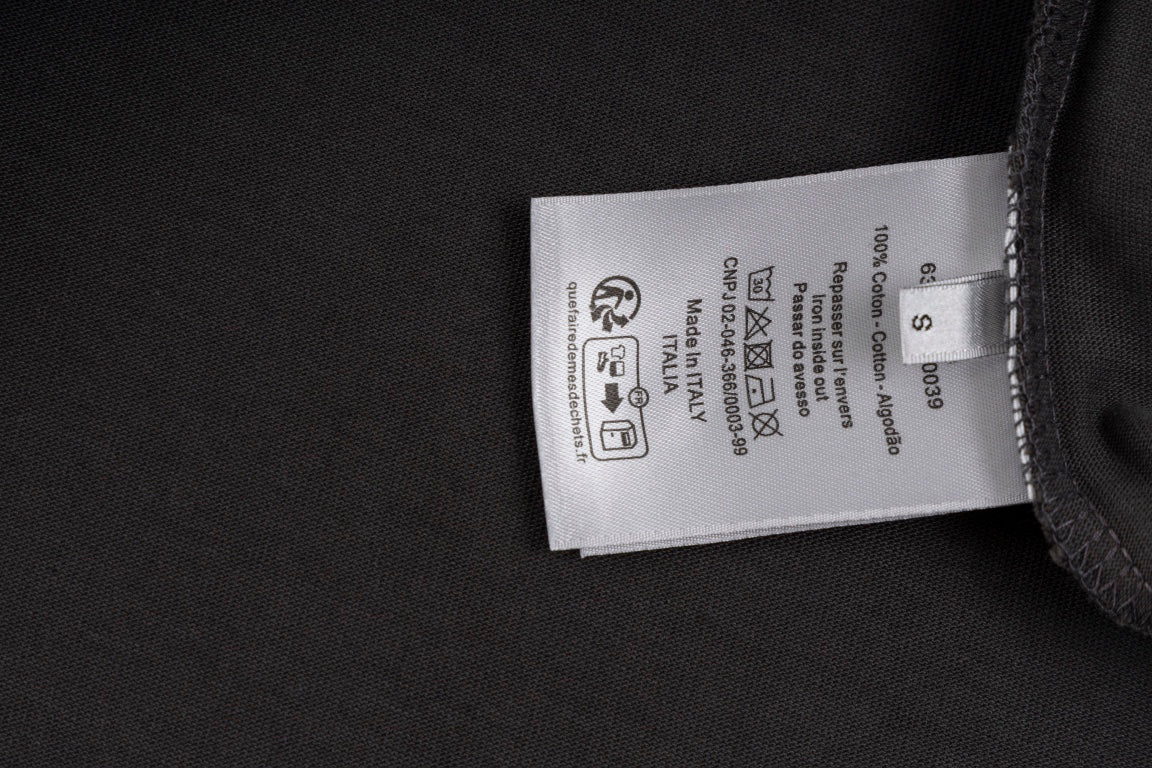 63
0039
S
100% Coton - Cotton - Algodão
Repasser sur l'envers
Iron inside out
Passar do avesso
30
CNPJ 02-046-366/0003-99
Made In ITALY
ITALIA
FR
quefairedemesdechets.fr